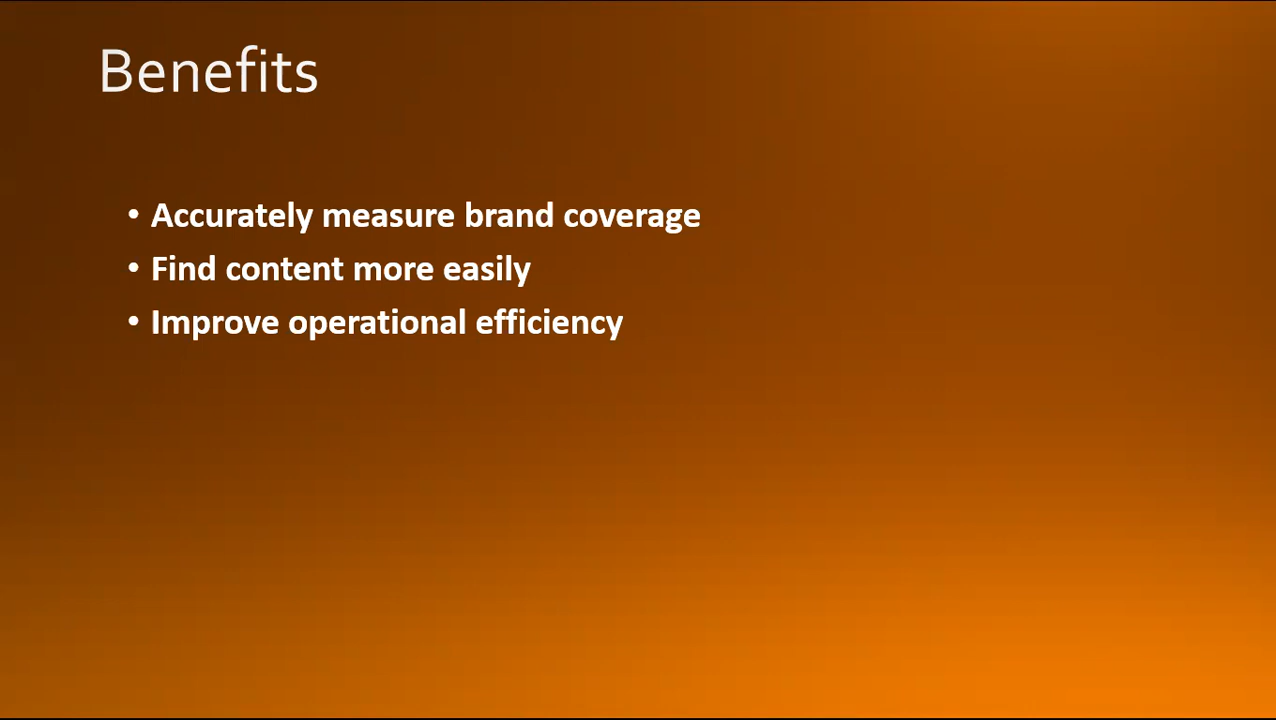 Benefits
• Accurately measure brand coverage
• Find content more easily
• Improve operational efficiency